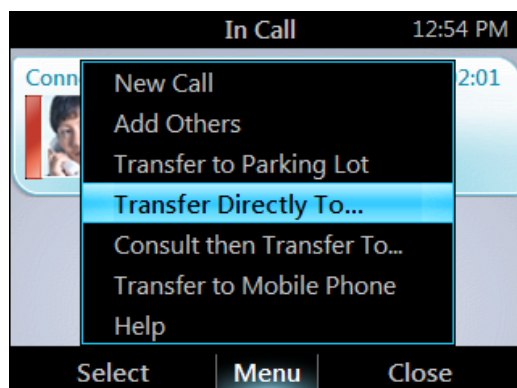 In Call 12:54 PM
Conn 2:01
New Call
Add Others
Transfer to Parking Lot
Transfer Directly To...
Consult then Transfer To...
Transfer to Mobile Phone
Help
Select Menu Close